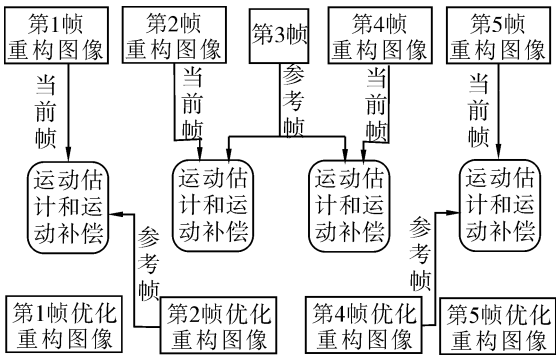 第1帧
重构图像
第2帧
重构图像
第3帧
第4帧
重构图像
第5帧
重构图像
当前帧
当前帧
参考帧
当前帧
当前帧
运动估
计和运
动补偿
运动估
计和运
动补偿
运动估
计和运
动补偿
运动估
计和运
动补偿
参考帧
参考帧
第1帧优化
重构图像
第2帧优化
重构图像
第4帧优化
重构图像
第5帧优化
重构图像